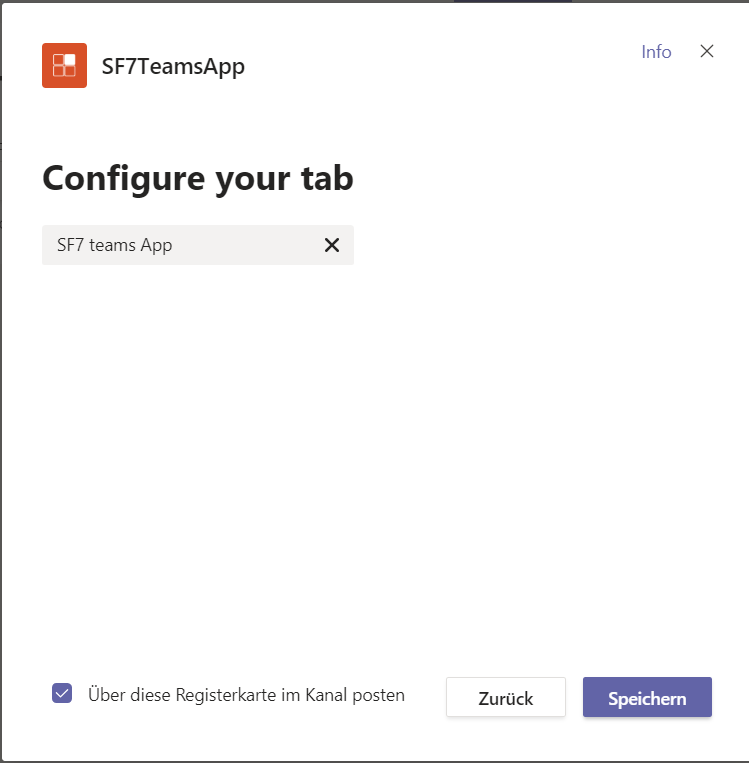 SF7TeamsApp
Info
Configure your tab
SF7 teams App
Über diese Registerkarte im Kanal posten
Zurück
Speichern